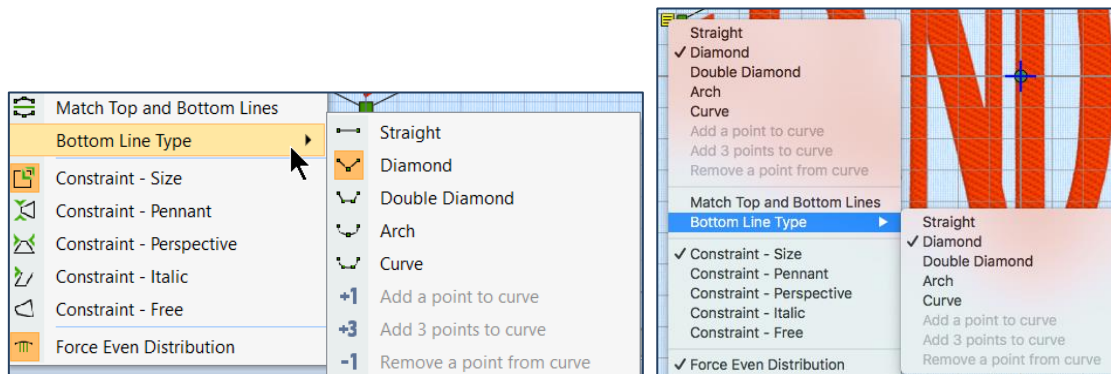 Match Top and Bottom Lines
Bottom Line Type
Constraint - Size
Constraint - Pennant
Constraint - Perspective
Constraint - Italic
Constraint - Free
Force Even Distribution
Straight
Diamond
Double Diamond
Arch
Curve
+1 Add a point to curve
+3 Add 3 points to curve
-1 Remove a point from curve
Straight
Diamond
Double Diamond
Arch
Curve
Add a point to curve
Add 3 points to curve
Remove a point from curve
Match Top and Bottom Lines
Bottom Line Type
Constraint - Size
Constraint - Pennant
Constraint - Perspective
Constraint - Italic
Constraint - Free
Force Even Distribution
Straight
Diamond
Double Diamond
Arch
Curve
Add a point to curve
Add 3 points to curve
Remove a point from curve